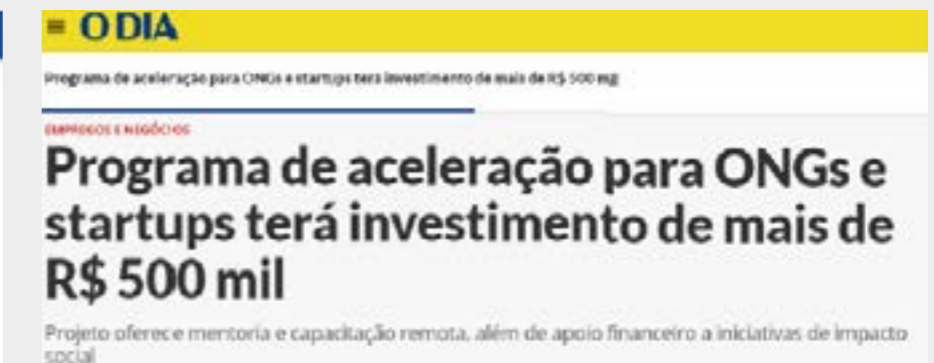 O DIA
Programa de aceleração para ONGs e startups terá investimento de mais de R$ 500 mil
EMPREGOS E NEGÓCIOS
Programa de aceleração para ONGs e
startups terá investimento de mais de
R$ 500 mil
Projeto oferece mentoria e capacitação remota, além de apoio financeiro a iniciativas de impacto
social